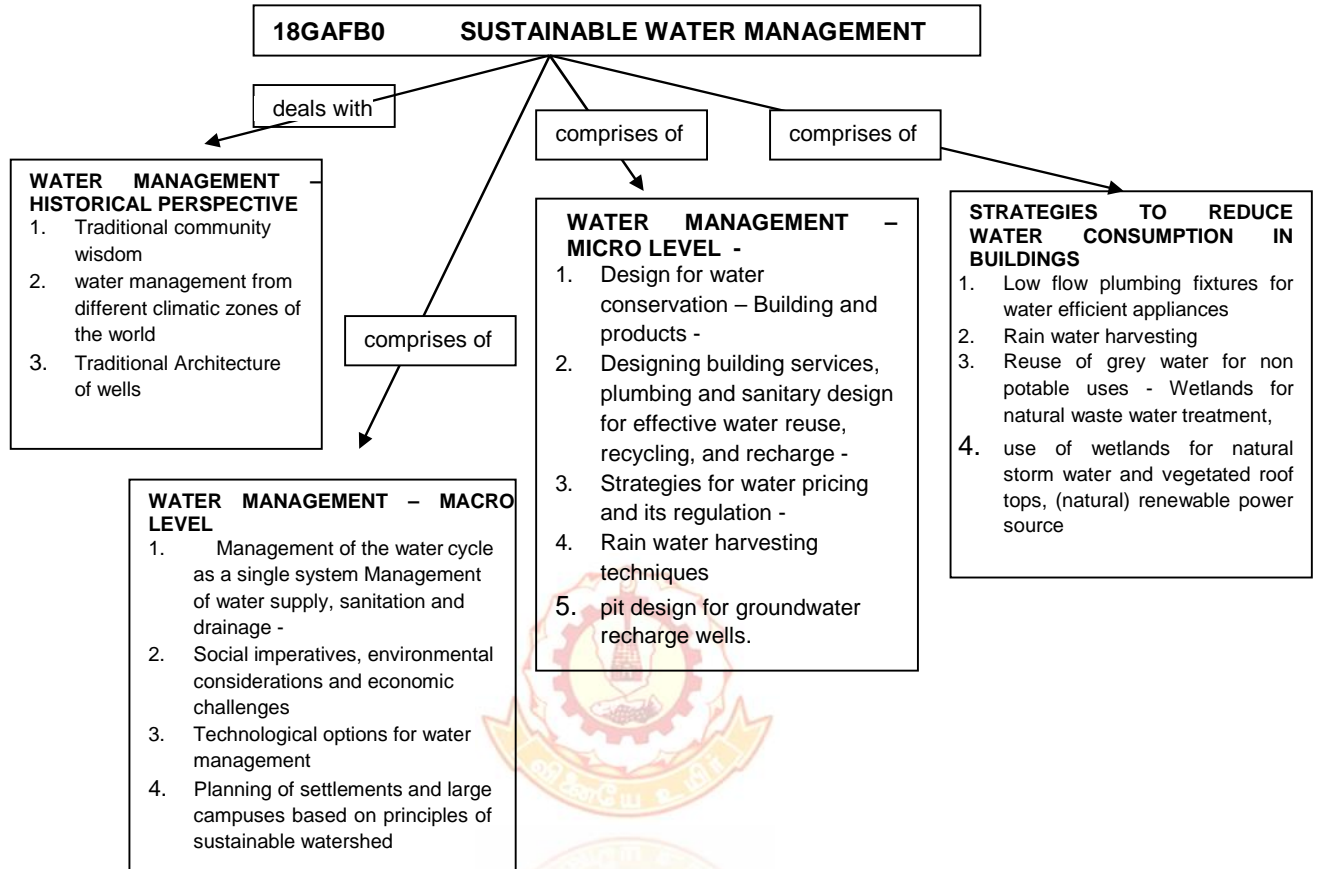 18GAFB0 SUSTAINABLE WATER MANAGEMENT
deals with
comprises of
comprises of
comprises of
WATER MANAGEMENT –
HISTORICAL PERSPECTIVE
1. Traditional community
wisdom
2. water management from
different climatic zones of
the world
3. Traditional Architecture
of wells
WATER MANAGEMENT – MACRO
LEVEL
1. Management of the water cycle
as a single system Management
of water supply, sanitation and
drainage -
2. Social imperatives, environmental
considerations and economic
challenges
3. Technological options for water
management
4. Planning of settlements and large
campuses based on principles of
sustainable watershed
WATER MANAGEMENT –
MICRO LEVEL -
1. Design for water
conservation – Building and
products -
2. Designing building services,
plumbing and sanitary design
for effective water reuse,
recycling, and recharge -
3. Strategies for water pricing
and its regulation -
4. Rain water harvesting
techniques
5. pit design for groundwater
recharge wells.
STRATEGIES TO REDUCE
WATER CONSUMPTION IN
BUILDINGS
1. Low flow plumbing fixtures for
water efficient appliances
2. Rain water harvesting
3. Reuse of grey water for non
potable uses - Wetlands for
natural waste water treatment,
4. use of wetlands for natural
storm water and vegetated roof
tops, (natural) renewable power
source